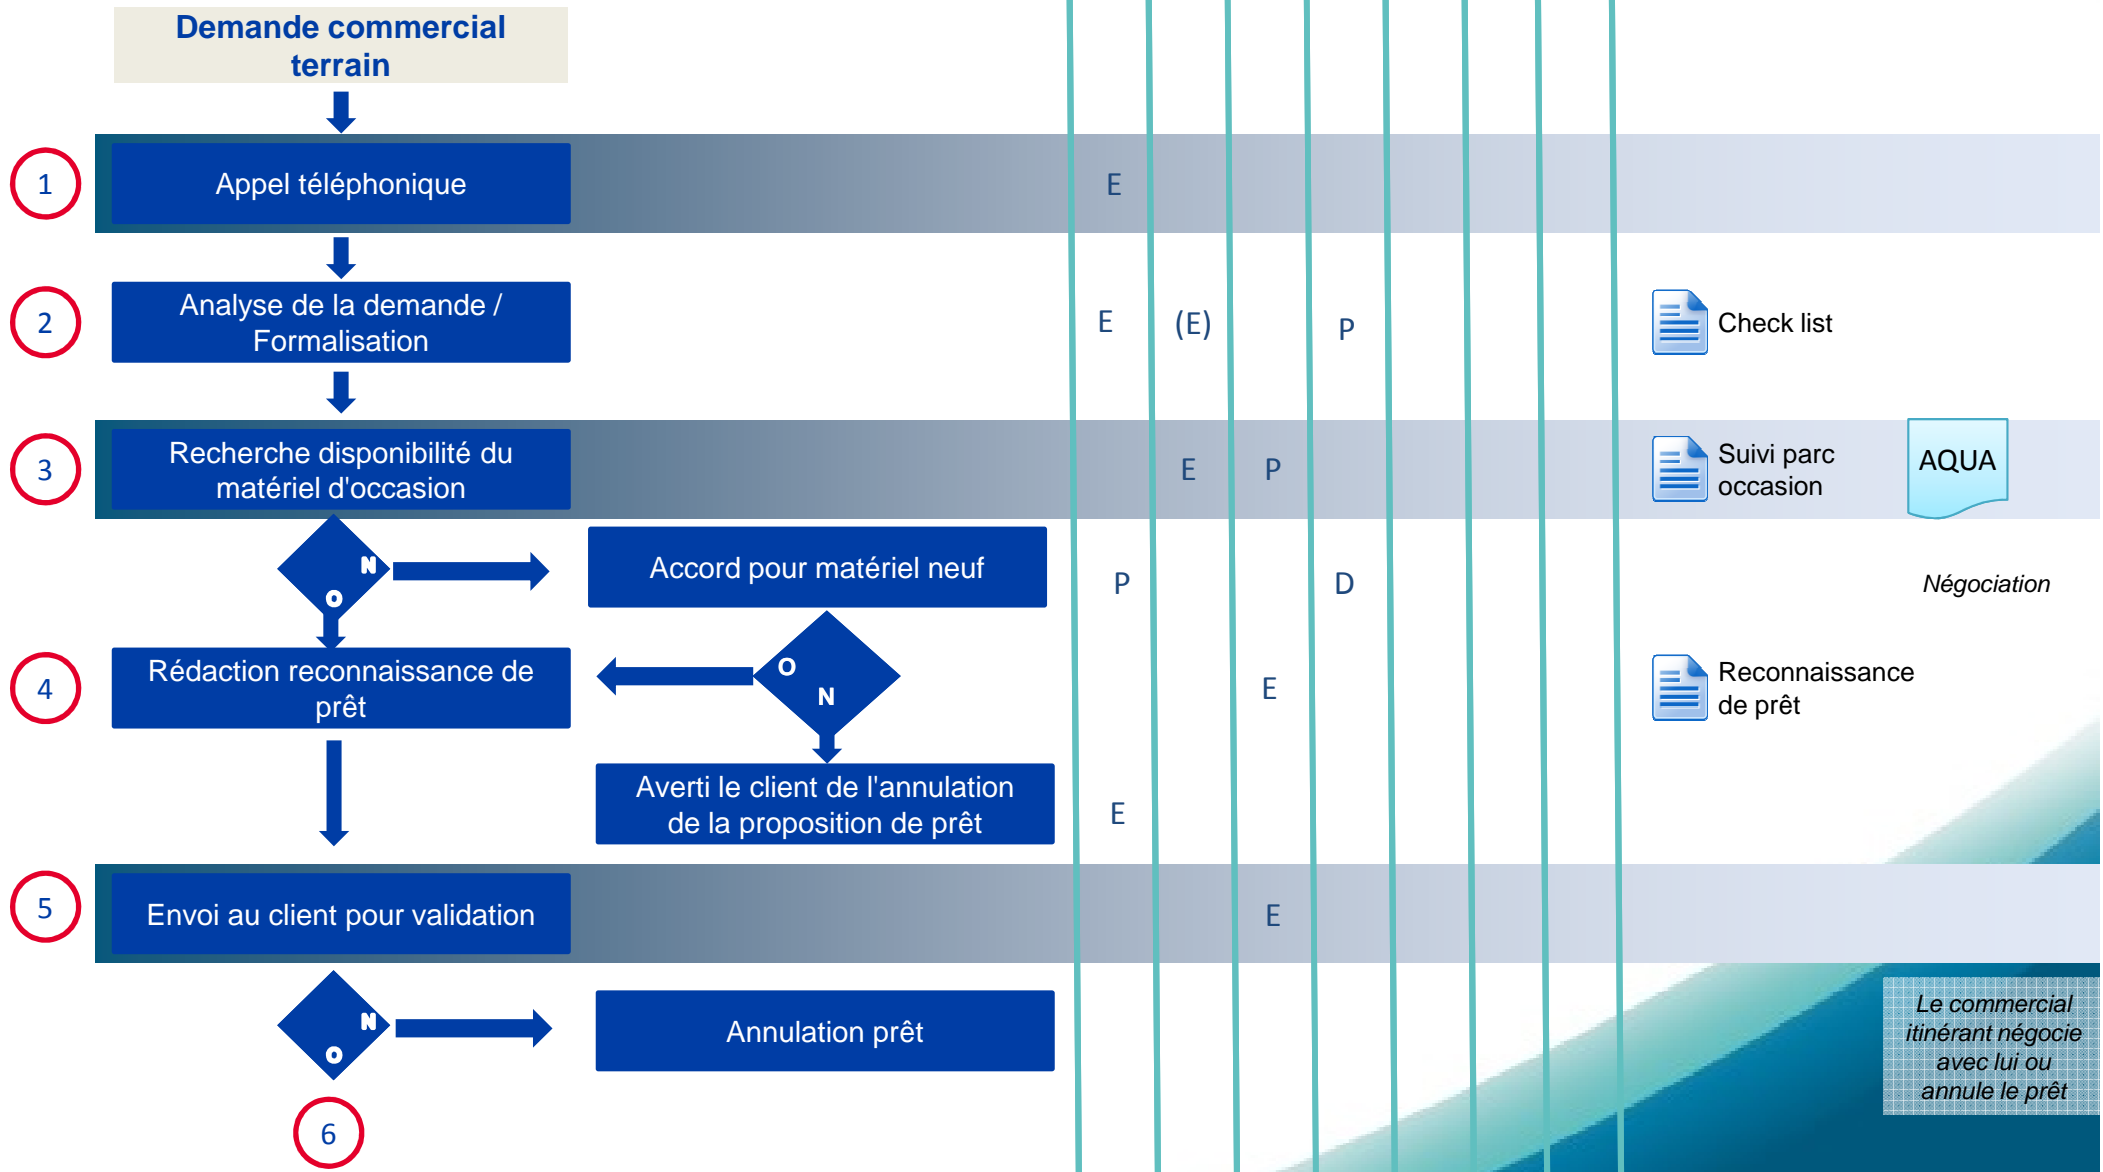 Demande commercial
terrain
1
Appel téléphonique
E
2
Analyse de la demande /
Formalisation
E
(E)
P
Check list
3
Recherche disponibilité du
matériel d'occasion
E
P
Suivi parc
occasion
AQUA
N
O
Accord pour matériel neuf
P
D
Négociation
4
Rédaction reconnaissance de
prêt
O
N
E
Reconnaissance
de prêt
Averti le client de l'annulation
de la proposition de prêt
E
5
Envoi au client pour validation
E
N
O
Annulation prêt
Le commercial
itinérant négocie
avec lui ou
annule le prêt
6